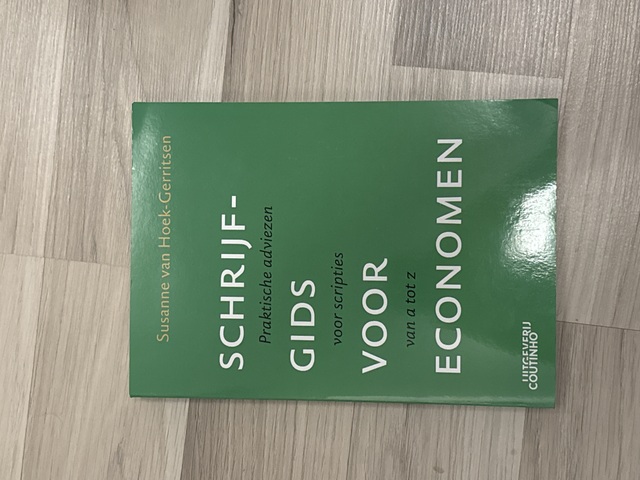 Susanne van Hoek-Gerritsen
SCHRIJF-
Praktische adviezen
GIDS
voor scripties
VOOR
van a tot z
ECONOMEN
UITGEVERIJ
COUTINHO